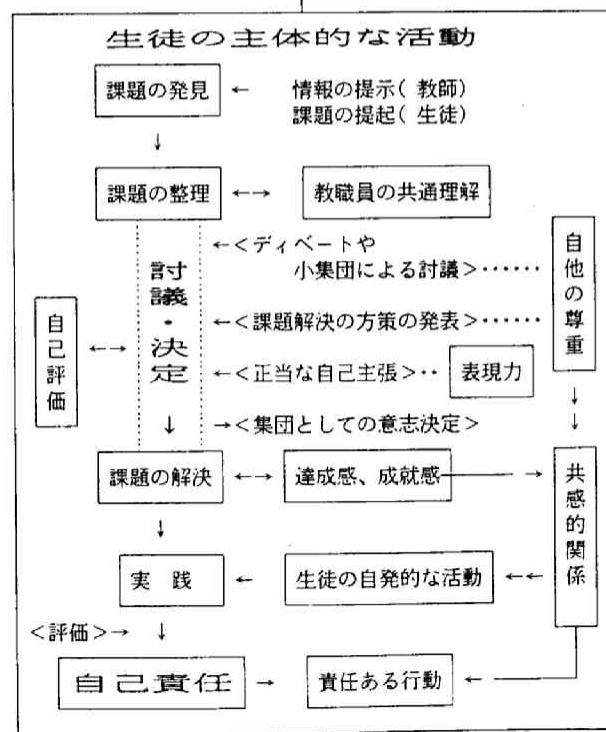 生徒の主体的な活動
課題の発見 ← 情報の提示(教師)
課題の提起(生徒)
↓
課題の整理 ←→ 教職員の共通理解
←<ディベートや
小集団による討議>‥‥‥
自他の尊重
討議・決定
自己評価
←→
←<課題解決の方策の発表>‥‥‥
←<正当な自己主張>‥ 表現力
↓ →<集団としての意志決定>
↓
↓
課題の解決 ←→ 達成感、成就感 →
共感的関係
↓
実践 ← 生徒の自発的な活動 ←←
<評価>→ ↓
自己責任 → 責任ある行動 ←